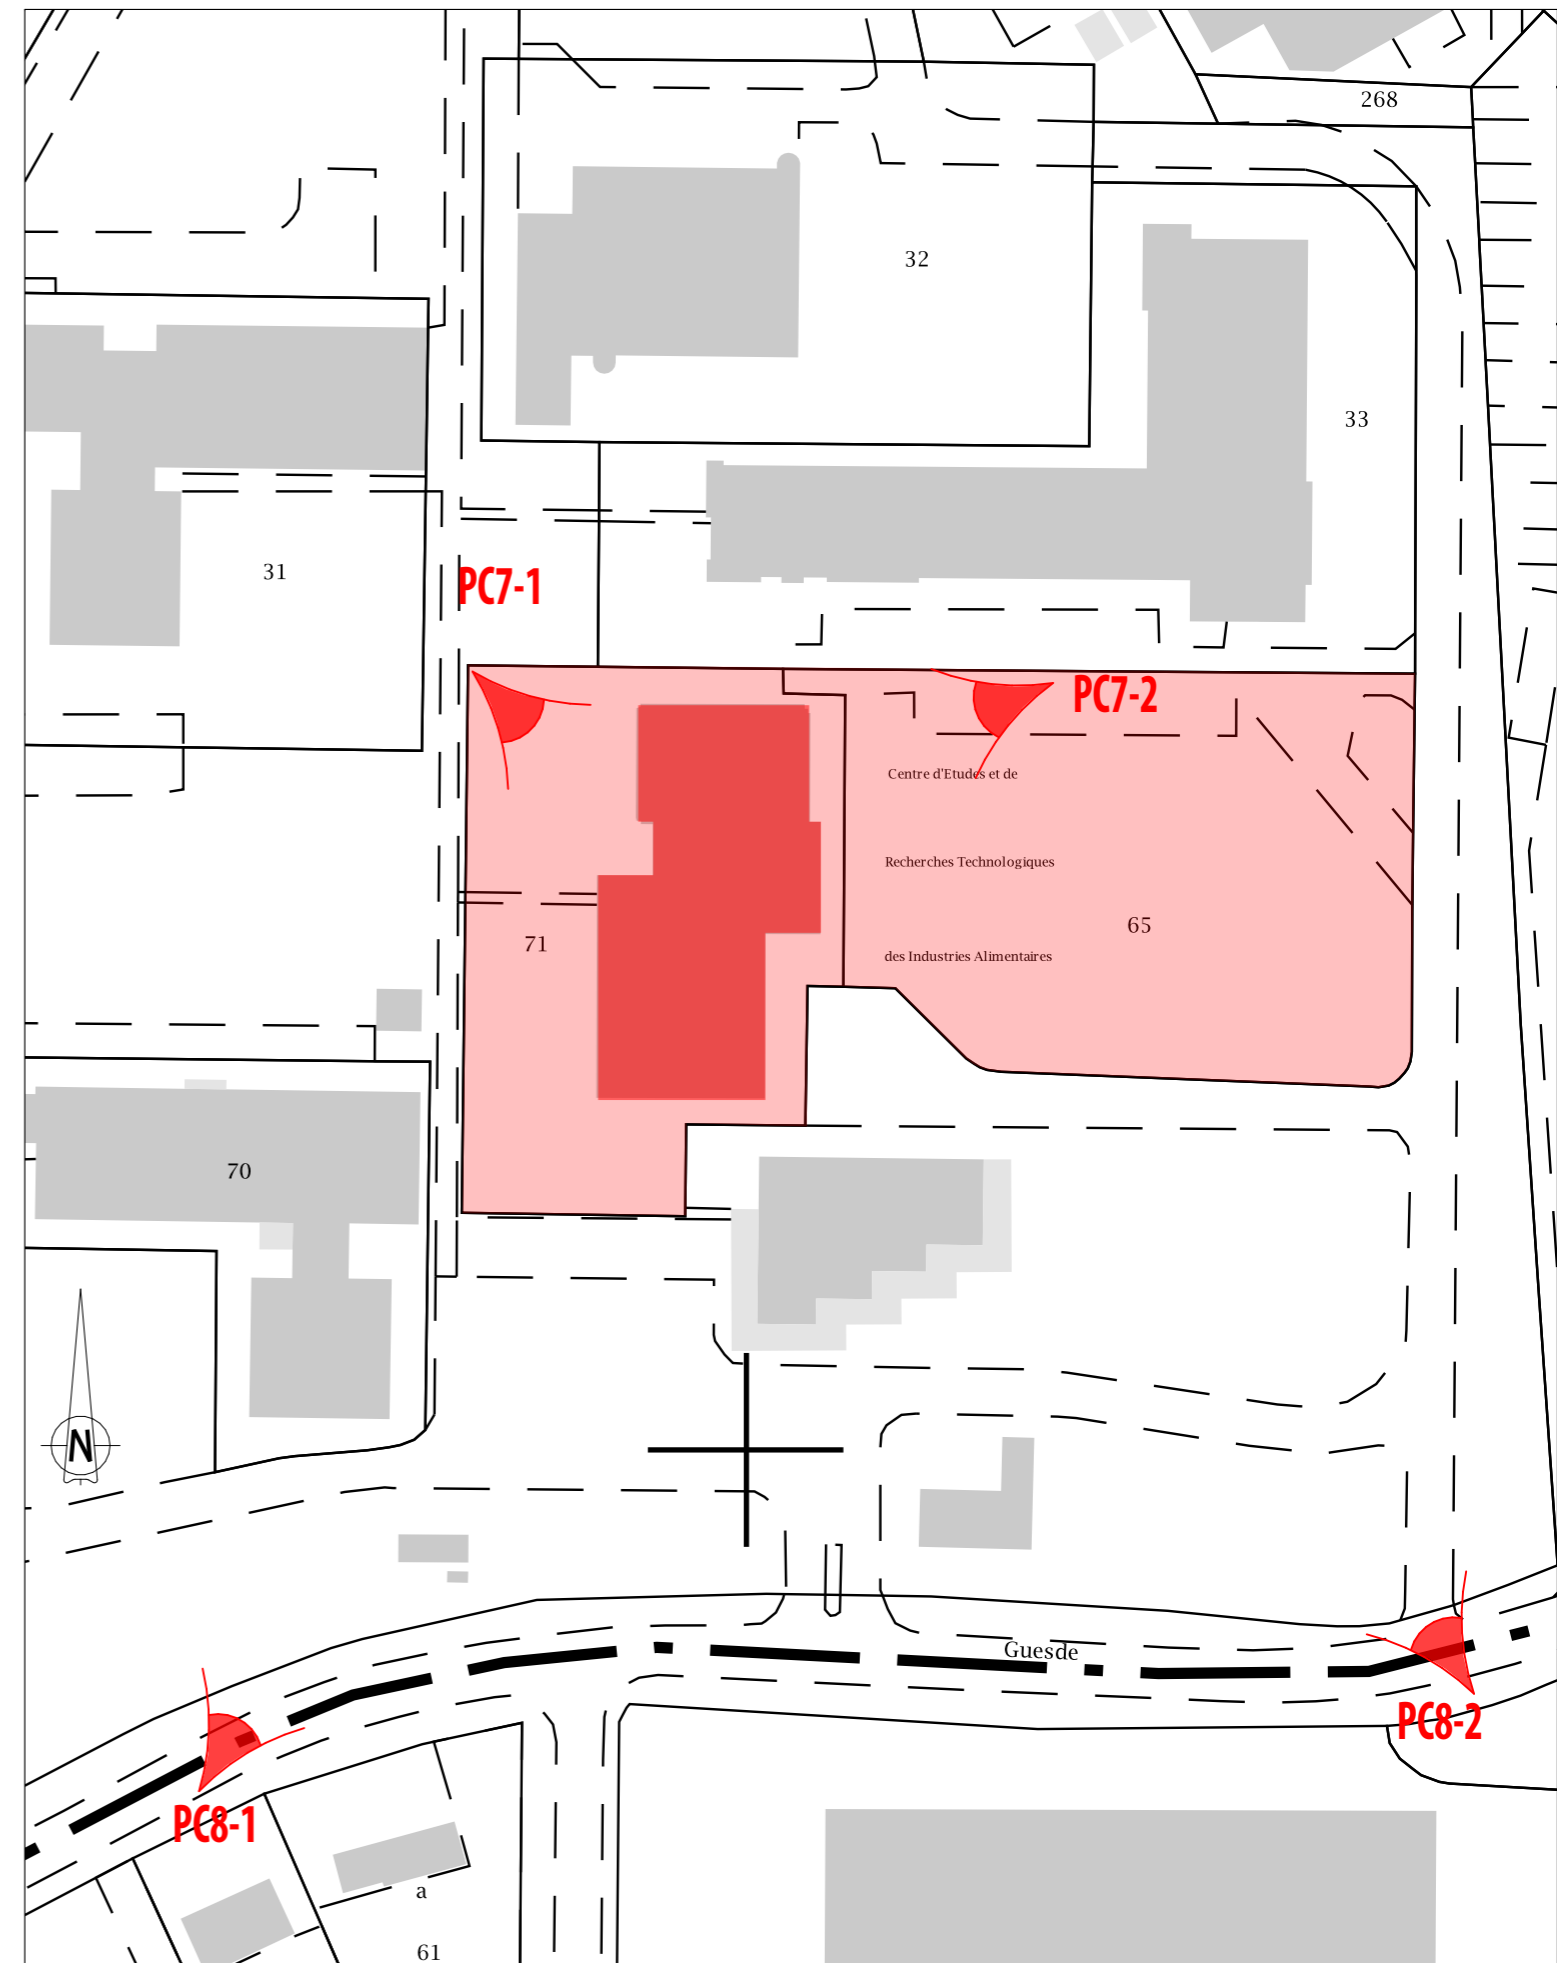 268
32
33
31
PC7-1
PC7-2
Centre d'Etudes et de
Recherches Technologiques
65
71
des Industries Alimentaires
70
N
Guesde
PC8-2
PC8-1
a
61